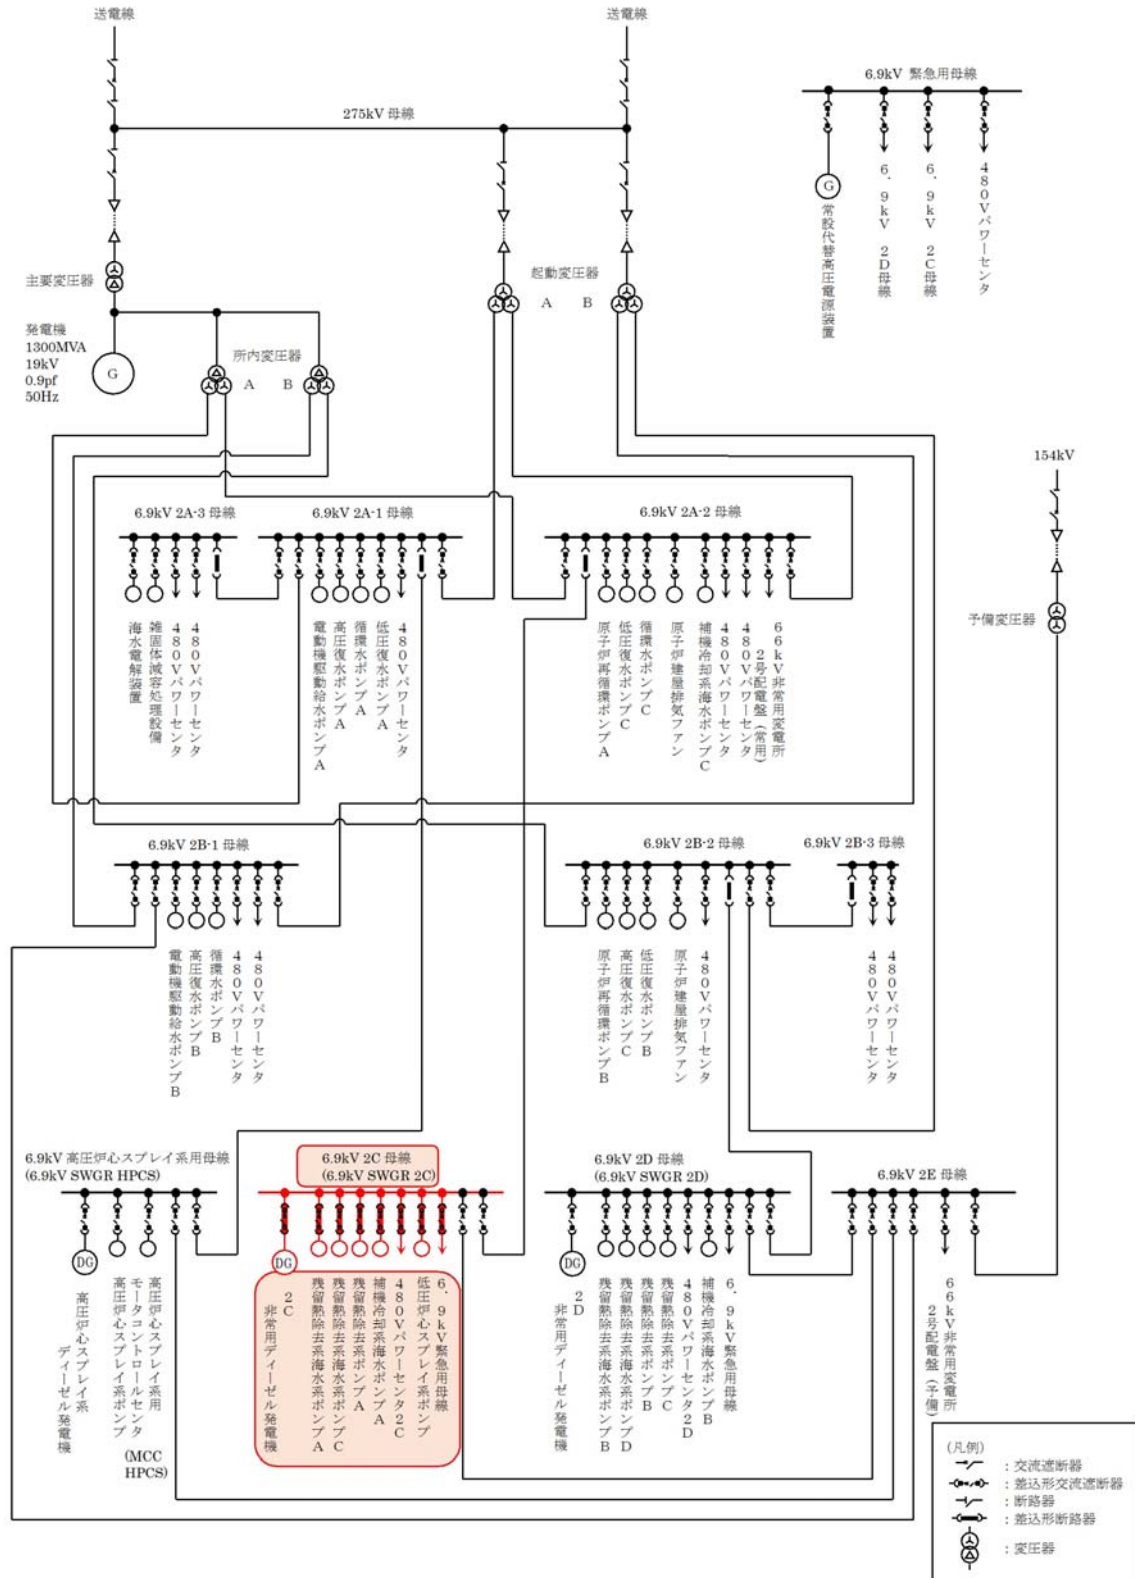 送電線
送電線
6.9kV 緊急用母線
275kV 母線
G
常設代替高圧電源装置
6.9kV 2D母線
6.9kV 2C母線
480Vパワーセンタ
主要変圧器
起動変圧器
A
B
発電機
1300MVA
19kV
0.9pf
50Hz
G
所内変圧器
A
B
154kV
予備変圧器
6.9kV 2A-3 母線
6.9kV 2A-1 母線
6.9kV 2A-2 母線
海水電解装置
雑固体減容処理設備
480Vパワーセンタ
480Vパワーセンタ
電動機駆動給水ポンプA
高圧復水ポンプA
循環水ポンプA
低圧復水ポンプA
480Vパワーセンタ
原子炉再循環ポンプA
低圧復水ポンプC
循環水ポンプC
原子炉建屋排気ファン
補機冷却系海水ポンプC
480Vパワーセンタ
480Vパワーセンタ
66kV非常用変電所
2号配電盤(常用)
6.9kV 2B-1 母線
6.9kV 2B-2 母線
6.9kV 2B-3 母線
電動機駆動給水ポンプB
高圧復水ポンプB
循環水ポンプB
480Vパワーセンタ
480Vパワーセンタ
原子炉再循環ポンプB
高圧復水ポンプC
低圧復水ポンプB
原子炉建屋排気ファン
480Vパワーセンタ
480Vパワーセンタ
480Vパワーセンタ
6.9kV 高圧炉心スプレイ系用母線
(6.9kV SWGR HPCS)
6.9kV 2C 母線
(6.9kV SWGR 2C)
6.9kV 2D 母線
(6.9kV SWGR 2D)
6.9kV 2E 母線
DG
高圧炉心スプレイ系
ディーゼル発電機
高圧炉心スプレイ系ポンプ
高圧炉心スプレイ系用
モータコントロールセンタ
(MCC
HPCS)
DG
2C
非常用ディーゼル発電機
残留熱除去系海水系ポンプA
残留熱除去系海水系ポンプC
残留熱除去系ポンプA
補機冷却系海水ポンプA
480Vパワーセンタ2C
低圧炉心スプレイ系ポンプ
6.9kV緊急用母線
DG
2D
非常用ディーゼル発電機
残留熱除去系海水系ポンプB
残留熱除去系海水系ポンプD
残留熱除去系ポンプB
残留熱除去系ポンプC
480Vパワーセンタ2D
補機冷却系海水ポンプB
6.9kV緊急用母線
66kV非常用変電所
2号配電盤(予備)
(凡例)
:交流遮断器
:差込形交流遮断器
:断路器
:差込形断路器
:変圧器